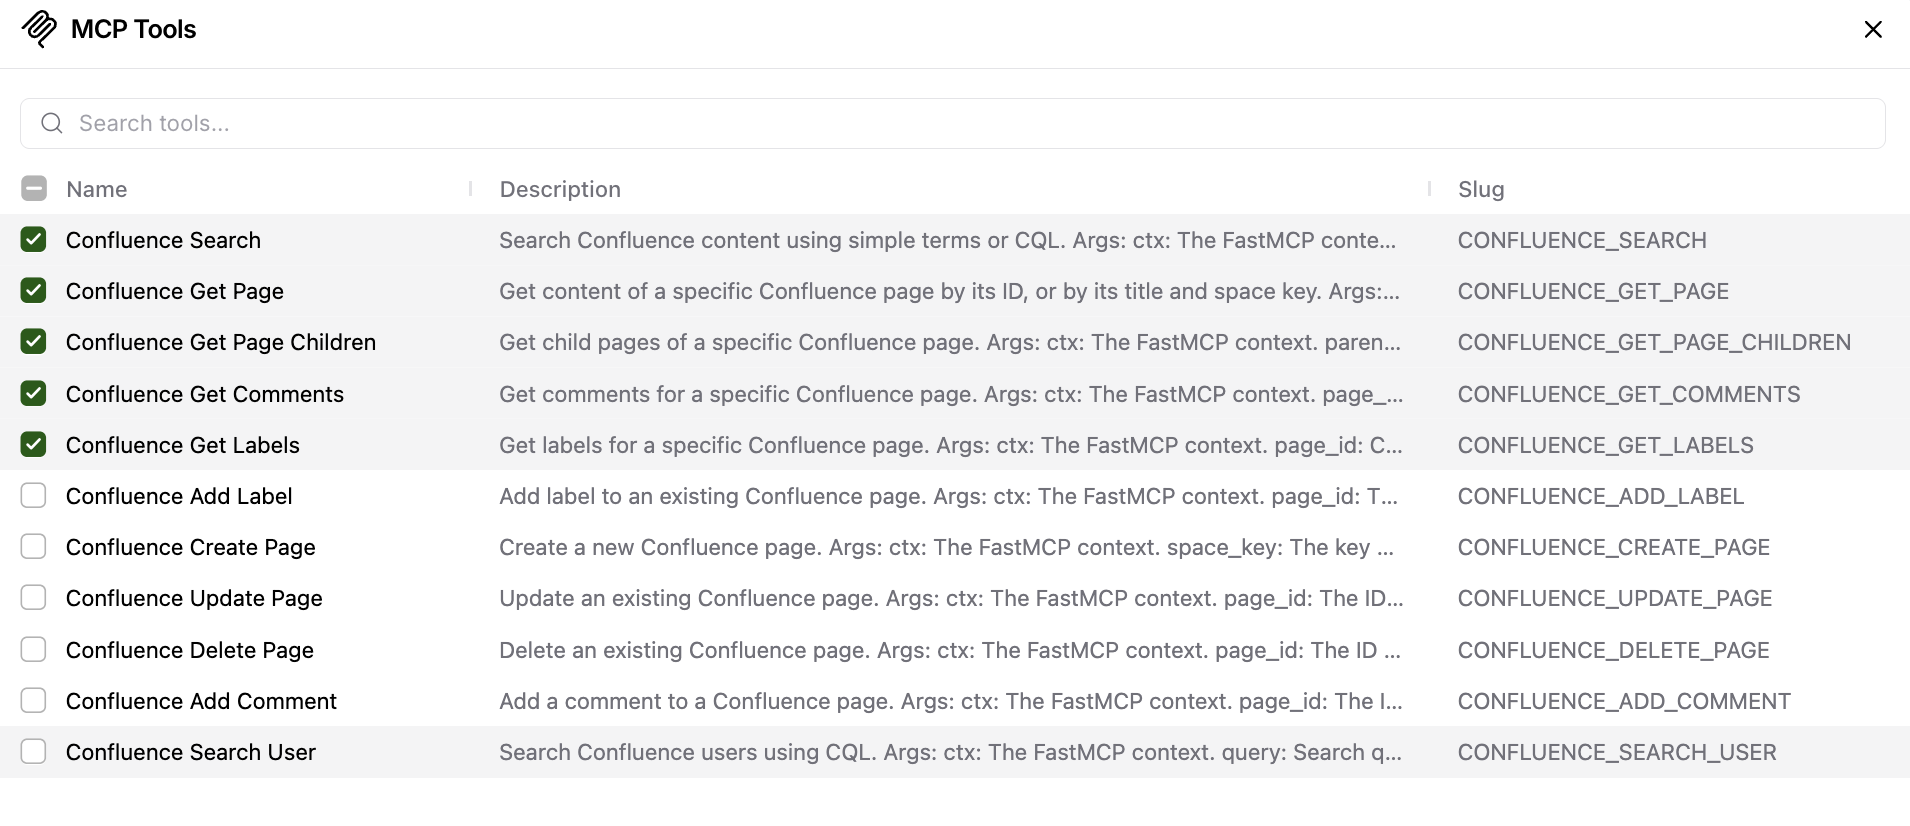 MCP Tools
Search tools...
Name Description Slug
Confluence Search Search Confluence content using simple terms or CQL. Args: ctx: The FastMCP conte... CONFLUENCE_SEARCH
Confluence Get Page Get content of a specific Confluence page by its ID, or by its title and space key. Args:... CONFLUENCE_GET_PAGE
Confluence Get Page Children Get child pages of a specific Confluence page. Args: ctx: The FastMCP context. paren... CONFLUENCE_GET_PAGE_CHILDREN
Confluence Get Comments Get comments for a specific Confluence page. Args: ctx: The FastMCP context. page_... CONFLUENCE_GET_COMMENTS
Confluence Get Labels Get labels for a specific Confluence page. Args: ctx: The FastMCP context. page_id: C... CONFLUENCE_GET_LABELS
Confluence Add Label Add label to an existing Confluence page. Args: ctx: The FastMCP context. page_id: T... CONFLUENCE_ADD_LABEL
Confluence Create Page Create a new Confluence page. Args: ctx: The FastMCP context. space_key: The key ... CONFLUENCE_CREATE_PAGE
Confluence Update Page Update an existing Confluence page. Args: ctx: The FastMCP context. page_id: The ID... CONFLUENCE_UPDATE_PAGE
Confluence Delete Page Delete an existing Confluence page. Args: ctx: The FastMCP context. page_id: The ID ... CONFLUENCE_DELETE_PAGE
Confluence Add Comment Add a comment to a Confluence page. Args: ctx: The FastMCP context. page_id: The I... CONFLUENCE_ADD_COMMENT
Confluence Search User Search Confluence users using CQL. Args: ctx: The FastMCP context. query: Search q... CONFLUENCE_SEARCH_USER